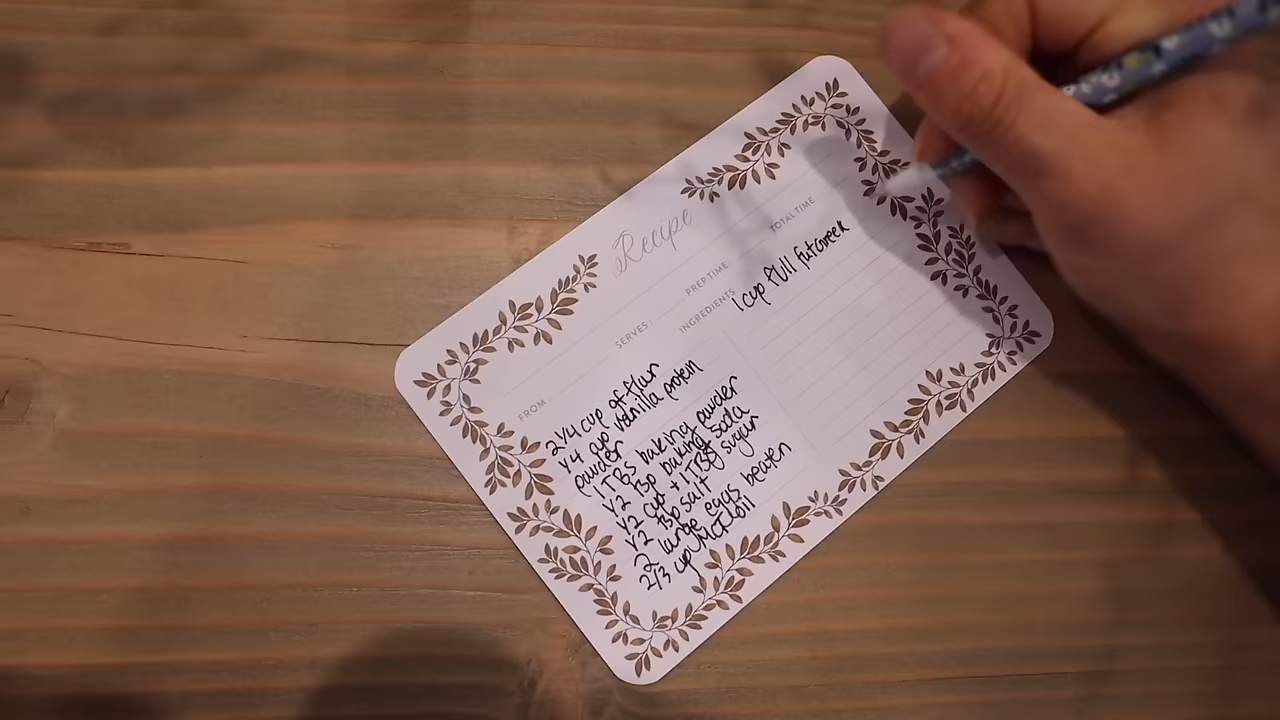 Recipe
FROM
SERVES:
PREP TIME:
TOTAL TIME
INGREDIENTS
2 1/4 cup of flour
1/4 cup vanilla protein
powder
1 TBS baking powder
1/2 TSP baking soda
1/2 cup + 1 TBS sugar
1/2 TSP salt
2 large eggs beaten
2/3 cup MCT oil
1 cup full fat greek